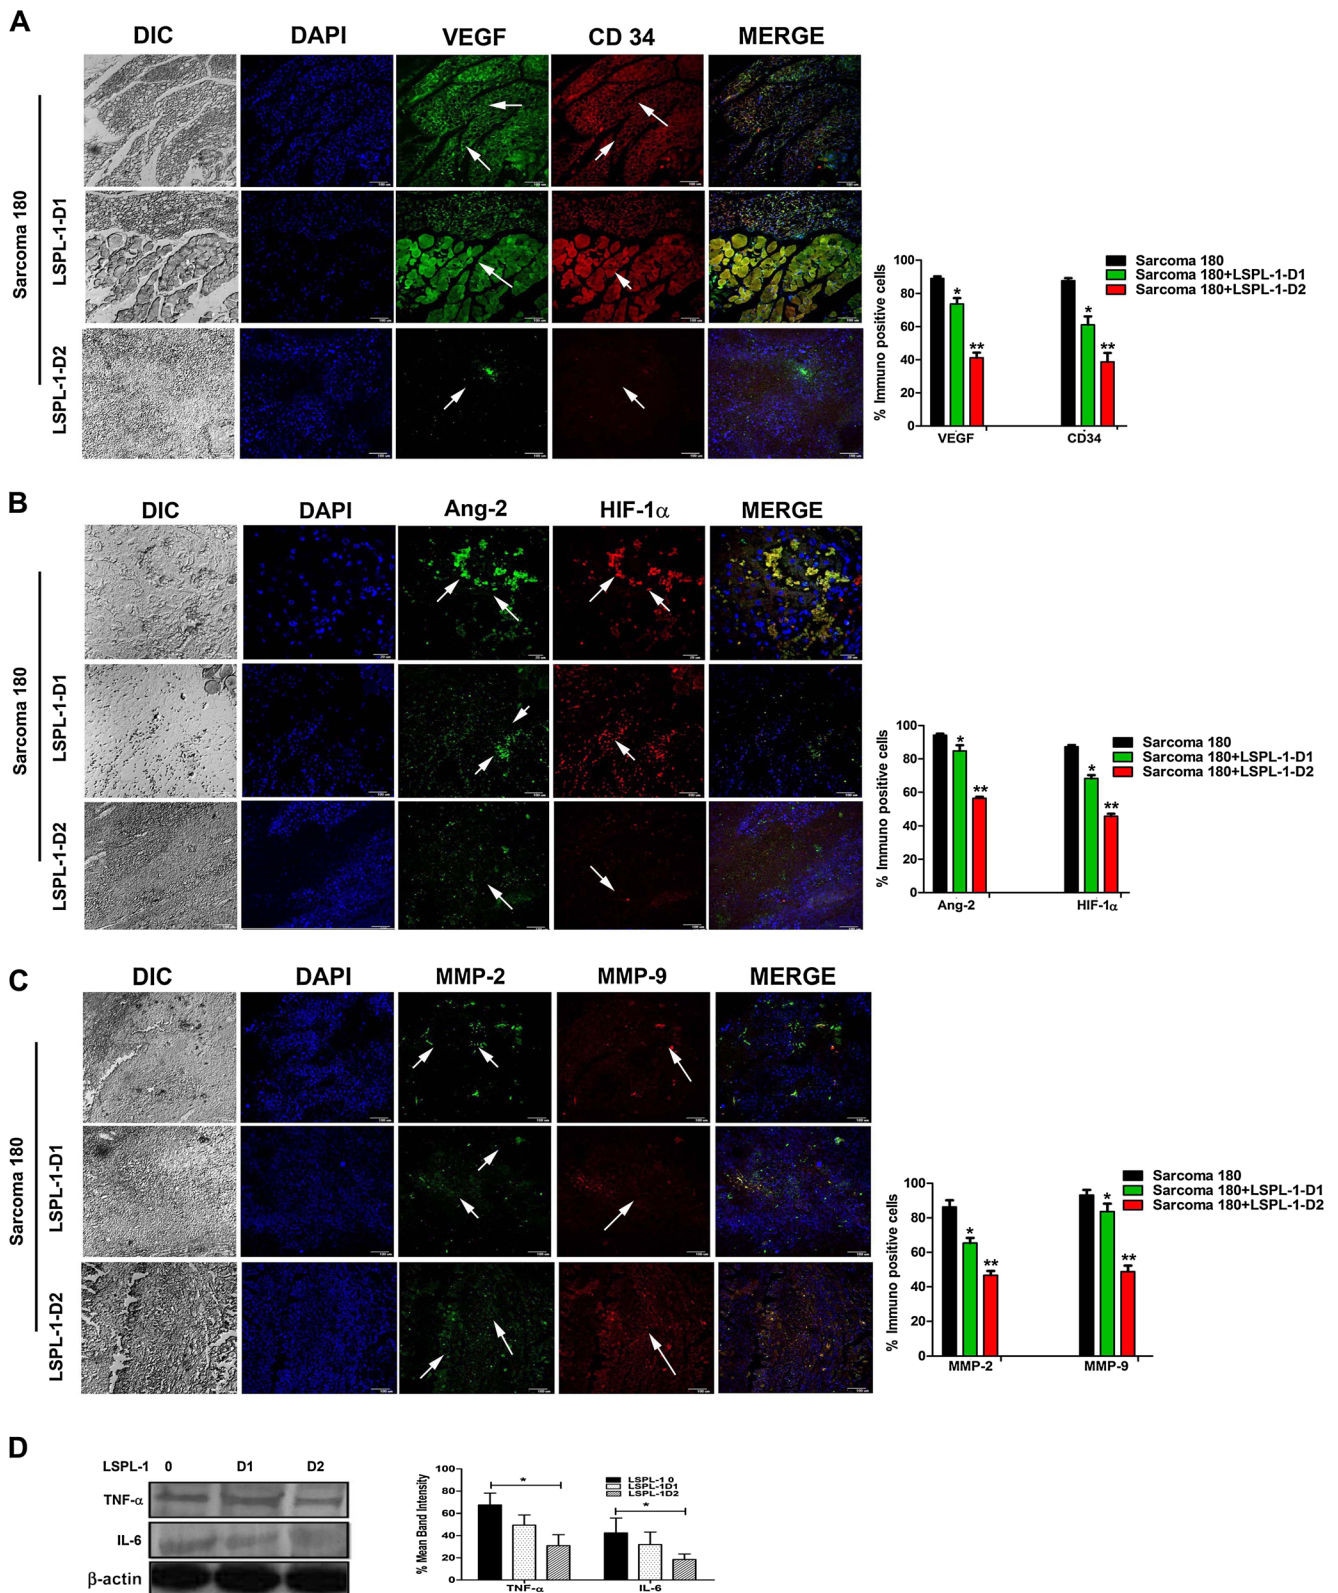 A
DIC DAPI VEGF CD 34 MERGE
Sarcoma 180
LSPL-1-D1
LSPL-1-D2
100
80
60
40
20
0
% Immuno positive cells
Sarcoma 180
Sarcoma 180+LSPL-1-D1
Sarcoma 180+LSPL-1-D2
* ** * **
VEGF CD34
B
DIC DAPI Ang-2 HIF-1α MERGE
Sarcoma 180
LSPL-1-D1
LSPL-1-D2
100
80
60
40
20
0
% Immuno positive cells
Sarcoma 180
Sarcoma 180+LSPL-1-D1
Sarcoma 180+LSPL-1-D2
* ** * **
Ang-2 HIF-1α
C
DIC DAPI MMP-2 MMP-9 MERGE
Sarcoma 180
LSPL-1-D1
LSPL-1-D2
100
80
60
40
20
0
% Immuno positive cells
Sarcoma 180
Sarcoma 180+LSPL-1-D1
Sarcoma 180+LSPL-1-D2
* ** * **
MMP-2 MMP-9
D
LSPL-1 0 D1 D2
TNF-α
IL-6
β-actin
100
80
60
40
20
0
% Mean Band Intensity
LSPL-1 0
LSPL-1D1
LSPL-1D2
* *
TNF-α IL-6